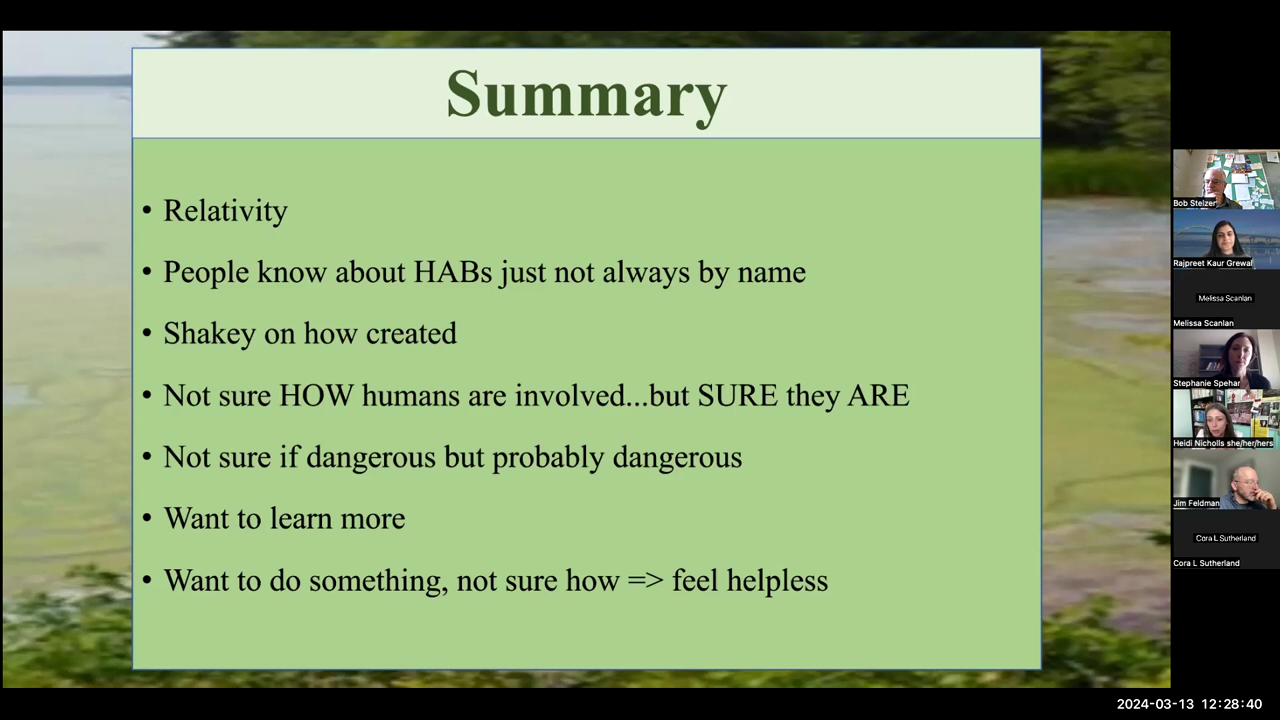 Summary
• Relativity
• People know about HABs just not always by name
• Shakey on how created
• Not sure HOW humans are involved...but SURE they ARE
• Not sure if dangerous but probably dangerous
• Want to learn more
• Want to do something, not sure how => feel helpless
Bob Stelzer
Rajpreet Kaur Grewal
Melissa Scanlan
Melissa Scanlan
Stephanie Spehar
Heidi Nicholls she/her/hers
Jim Feldman
Cora L Sutherland
Cora L Sutherland
2024-03-13 12:28:40